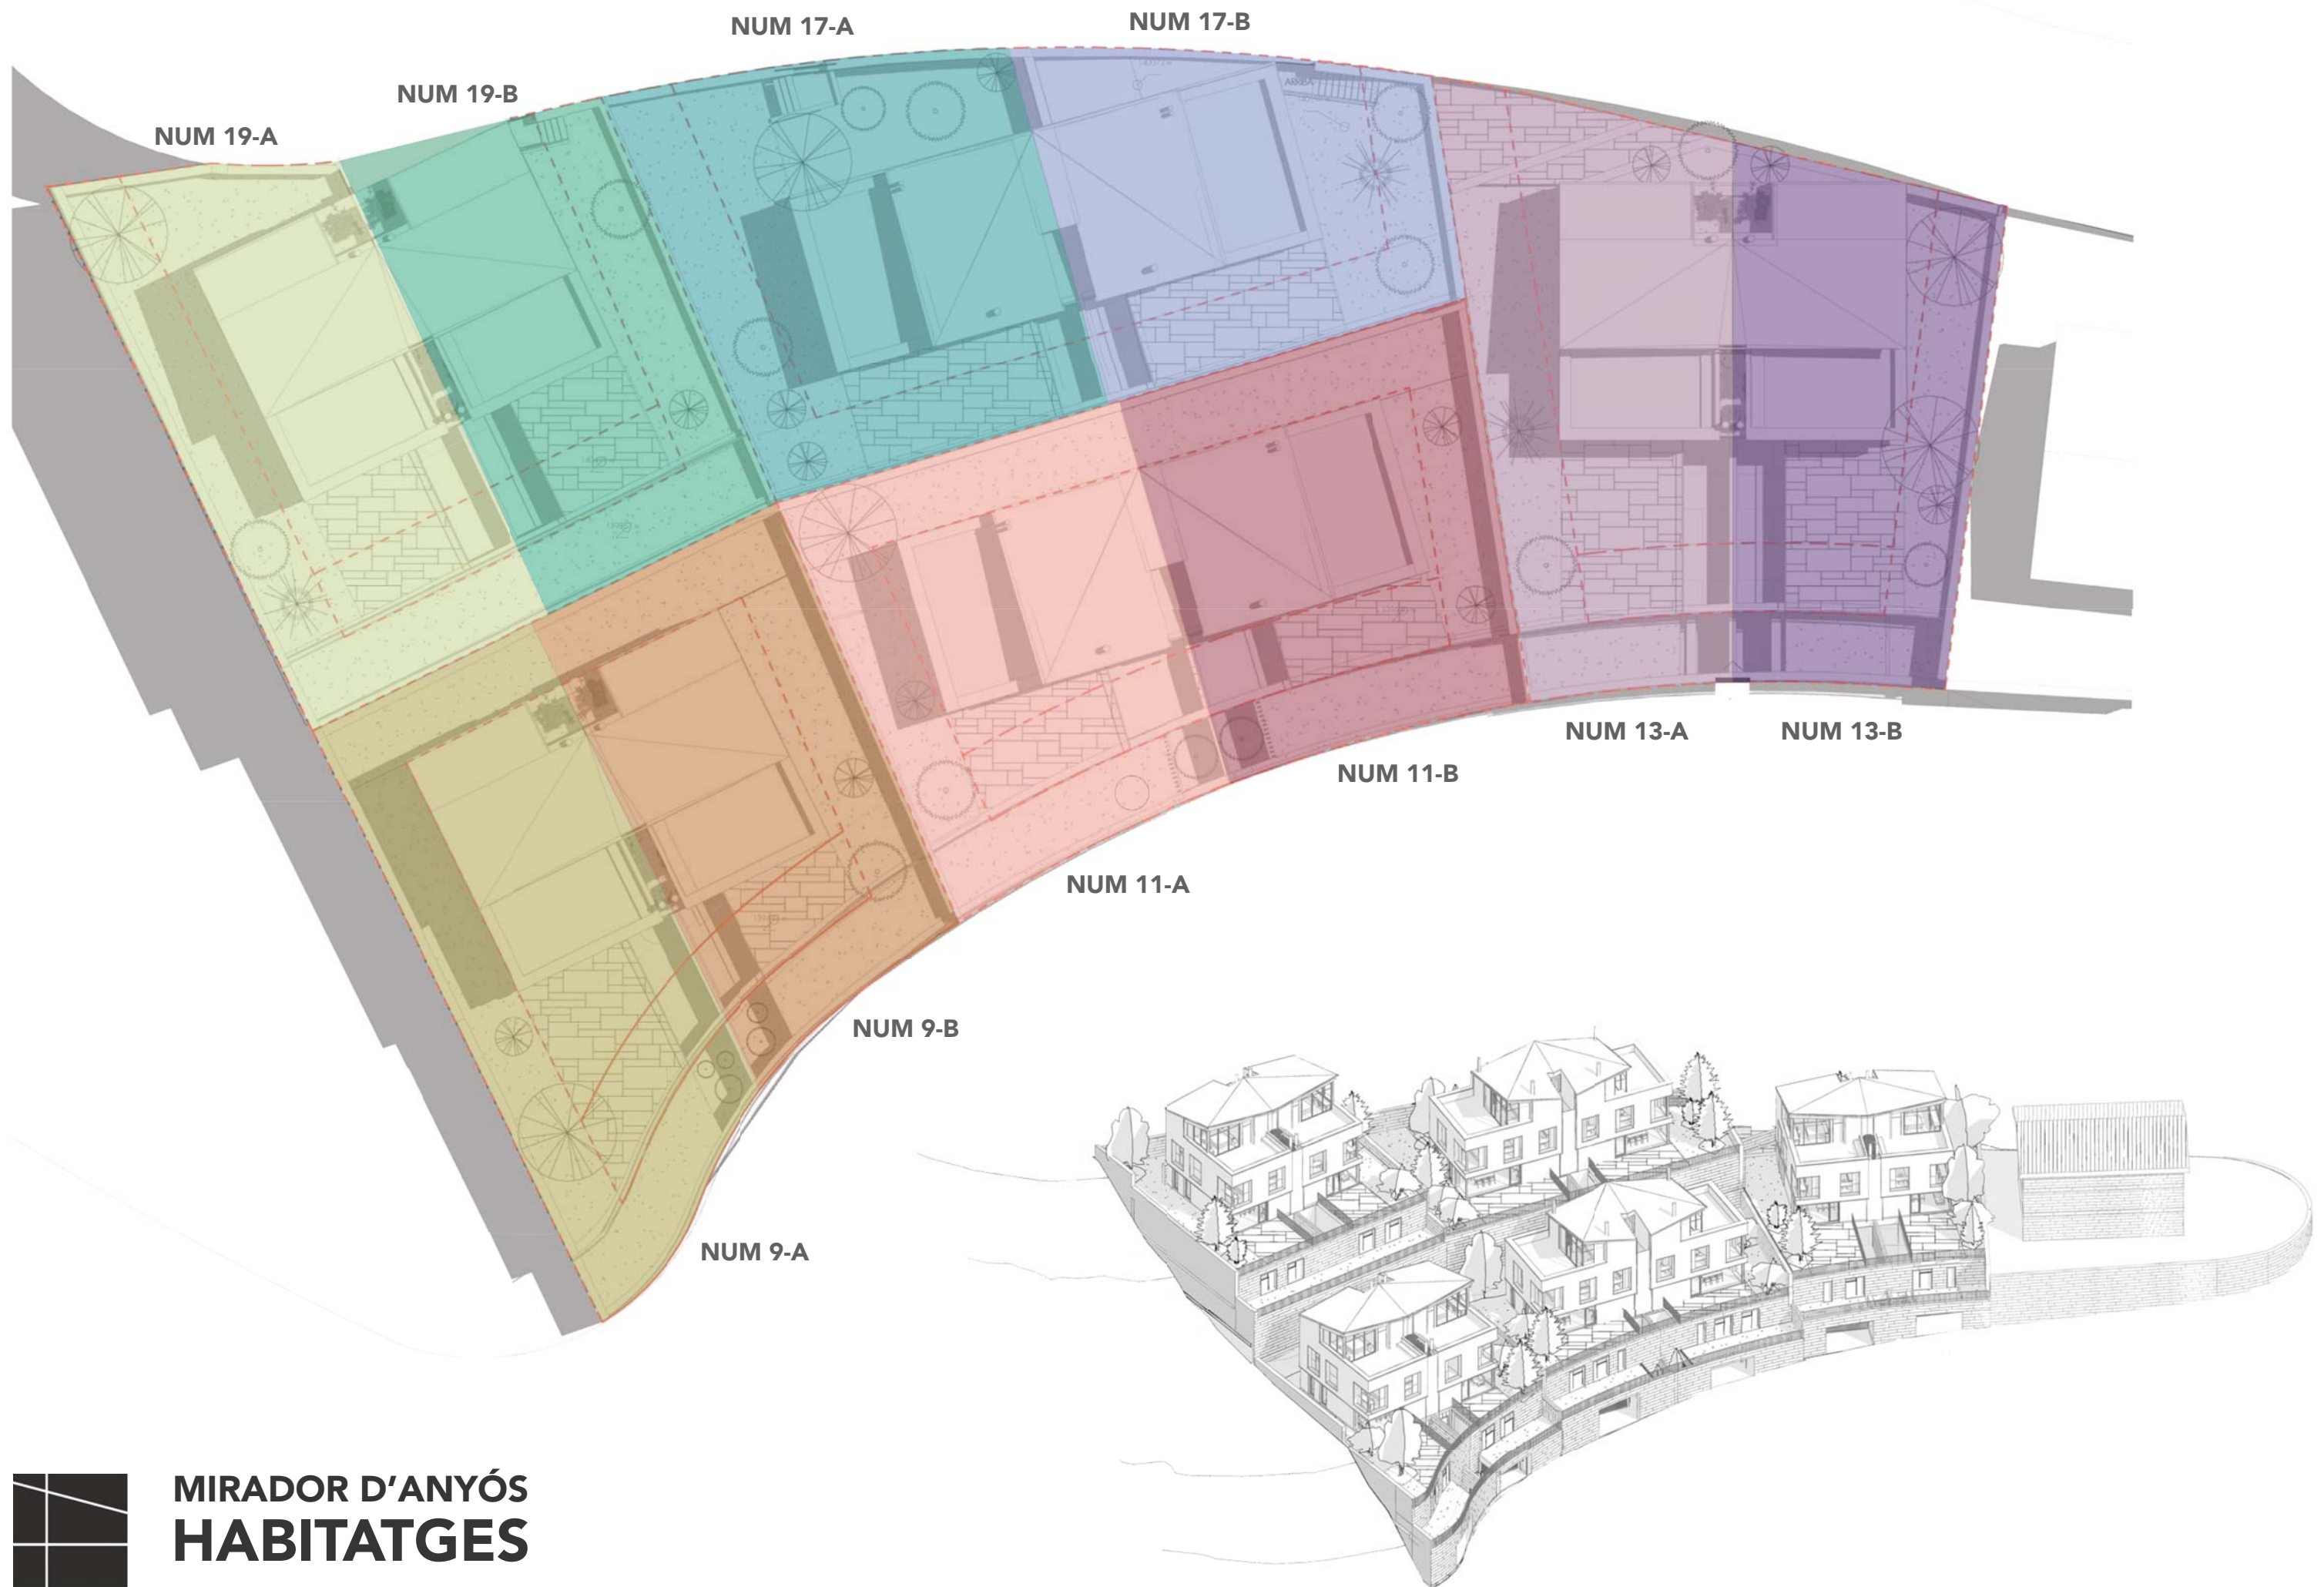 NUM 17-A
NUM 17-B
NUM 19-B
NUM 19-A
NUM 13-A
NUM 13-B
NUM 11-B
NUM 11-A
NUM 9-B
NUM 9-A
MIRADOR D'ANYÓS
HABITATGES